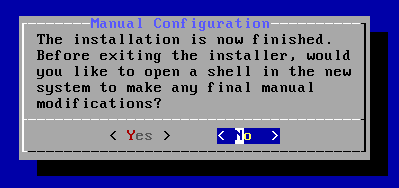 Manual Configuration
The installation is now finished.
Before exiting the installer, would
you like to open a shell in the new
system to make any final manual
modifications?
< Yes > < No >